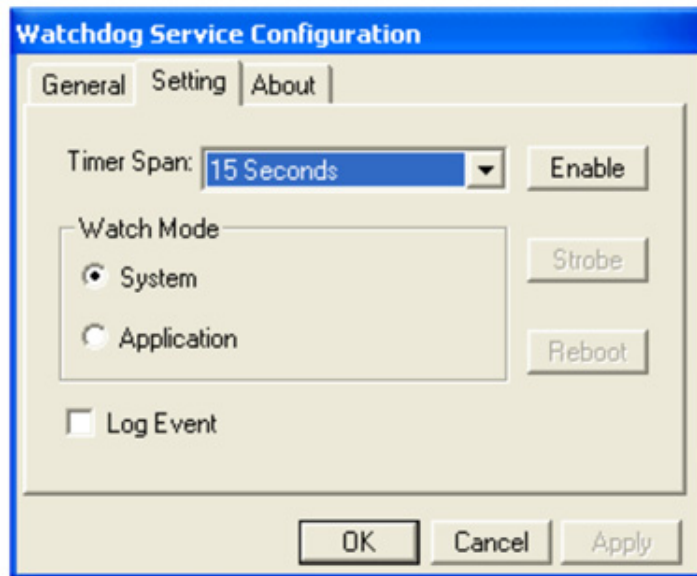 Watchdog Service Configuration
General Setting About
Timer Span: 15 Seconds Enable
Watch Mode
System
Strobe
Application
Reboot
Log Event
OK Cancel Apply